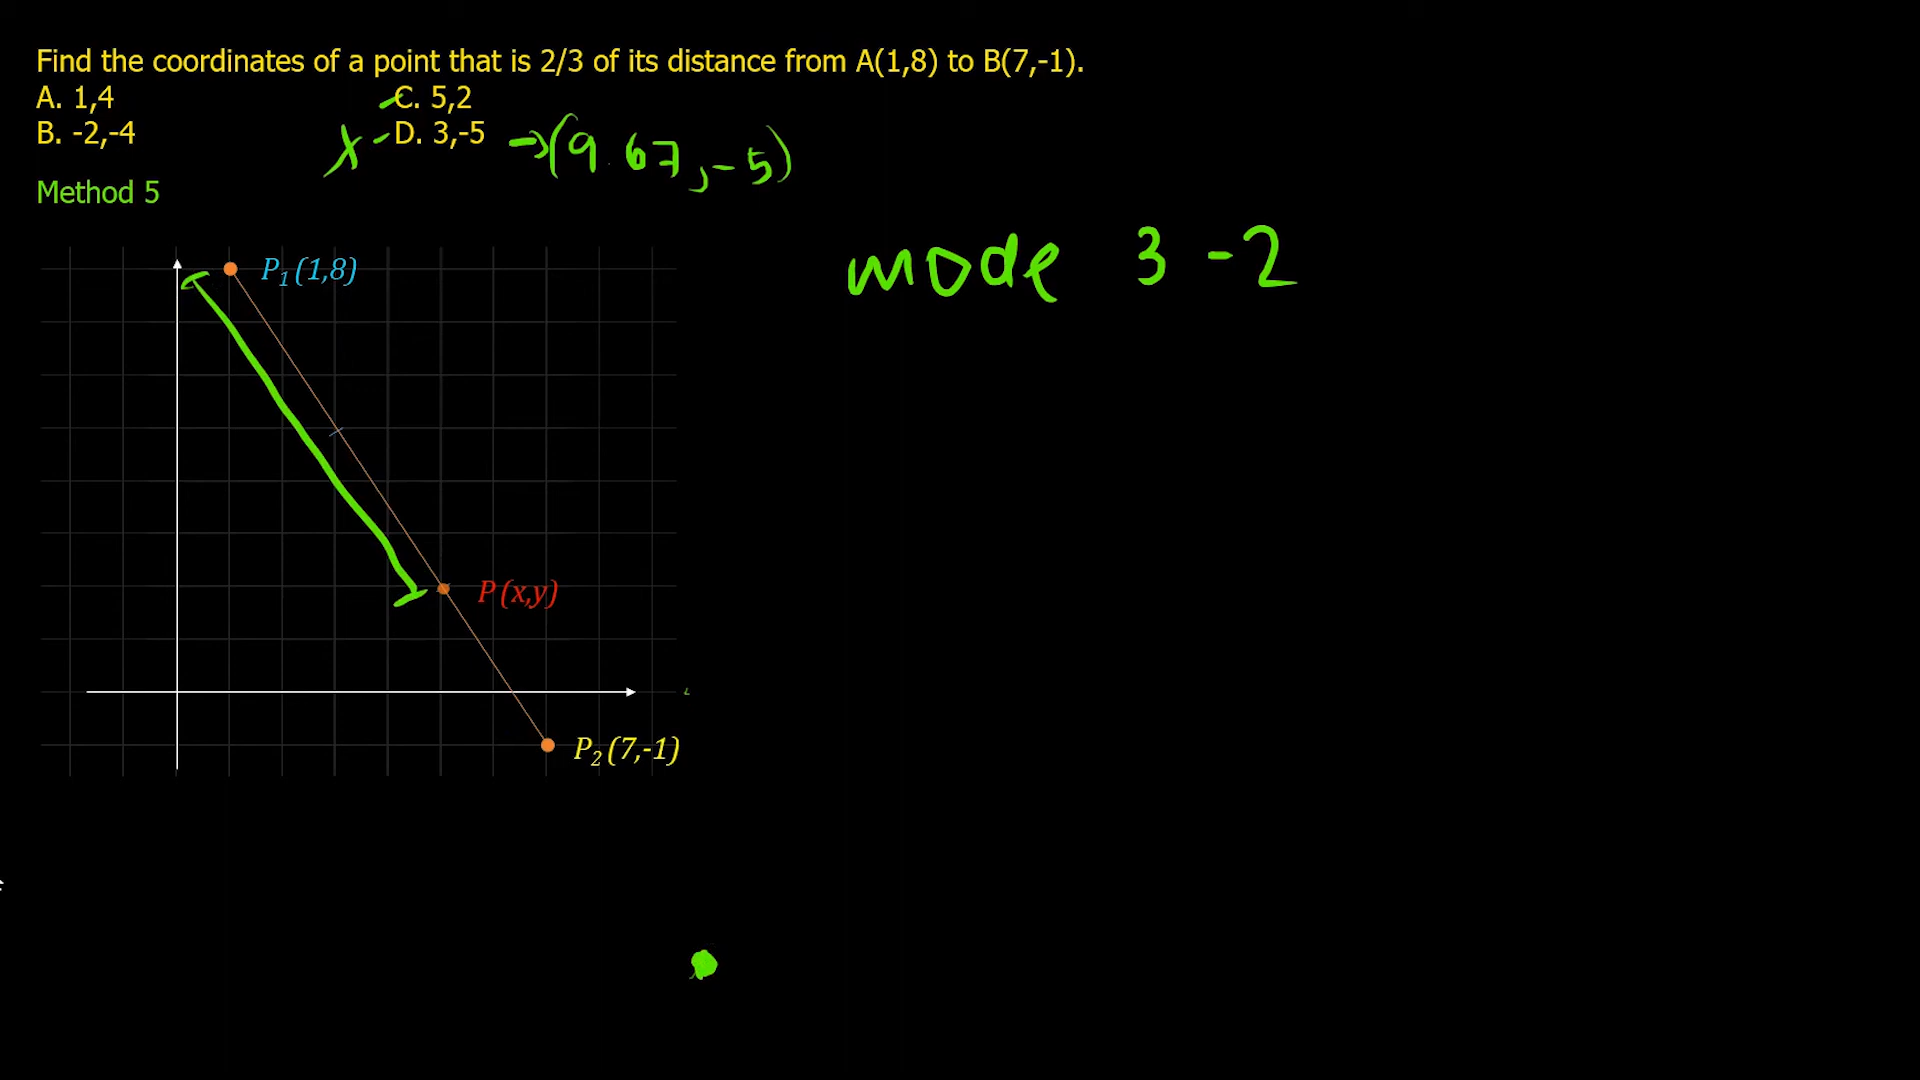 Find the coordinates of a point that is 2/3 of its distance from A(1,8) to B(7,-1).
A. 1,4 C. 5,2
B. -2,-4 x D. 3,-5 →(9.67,-5)
Method 5
mode 3-2
P₁(1,8)
P(x,y)
P₂(7,-1)